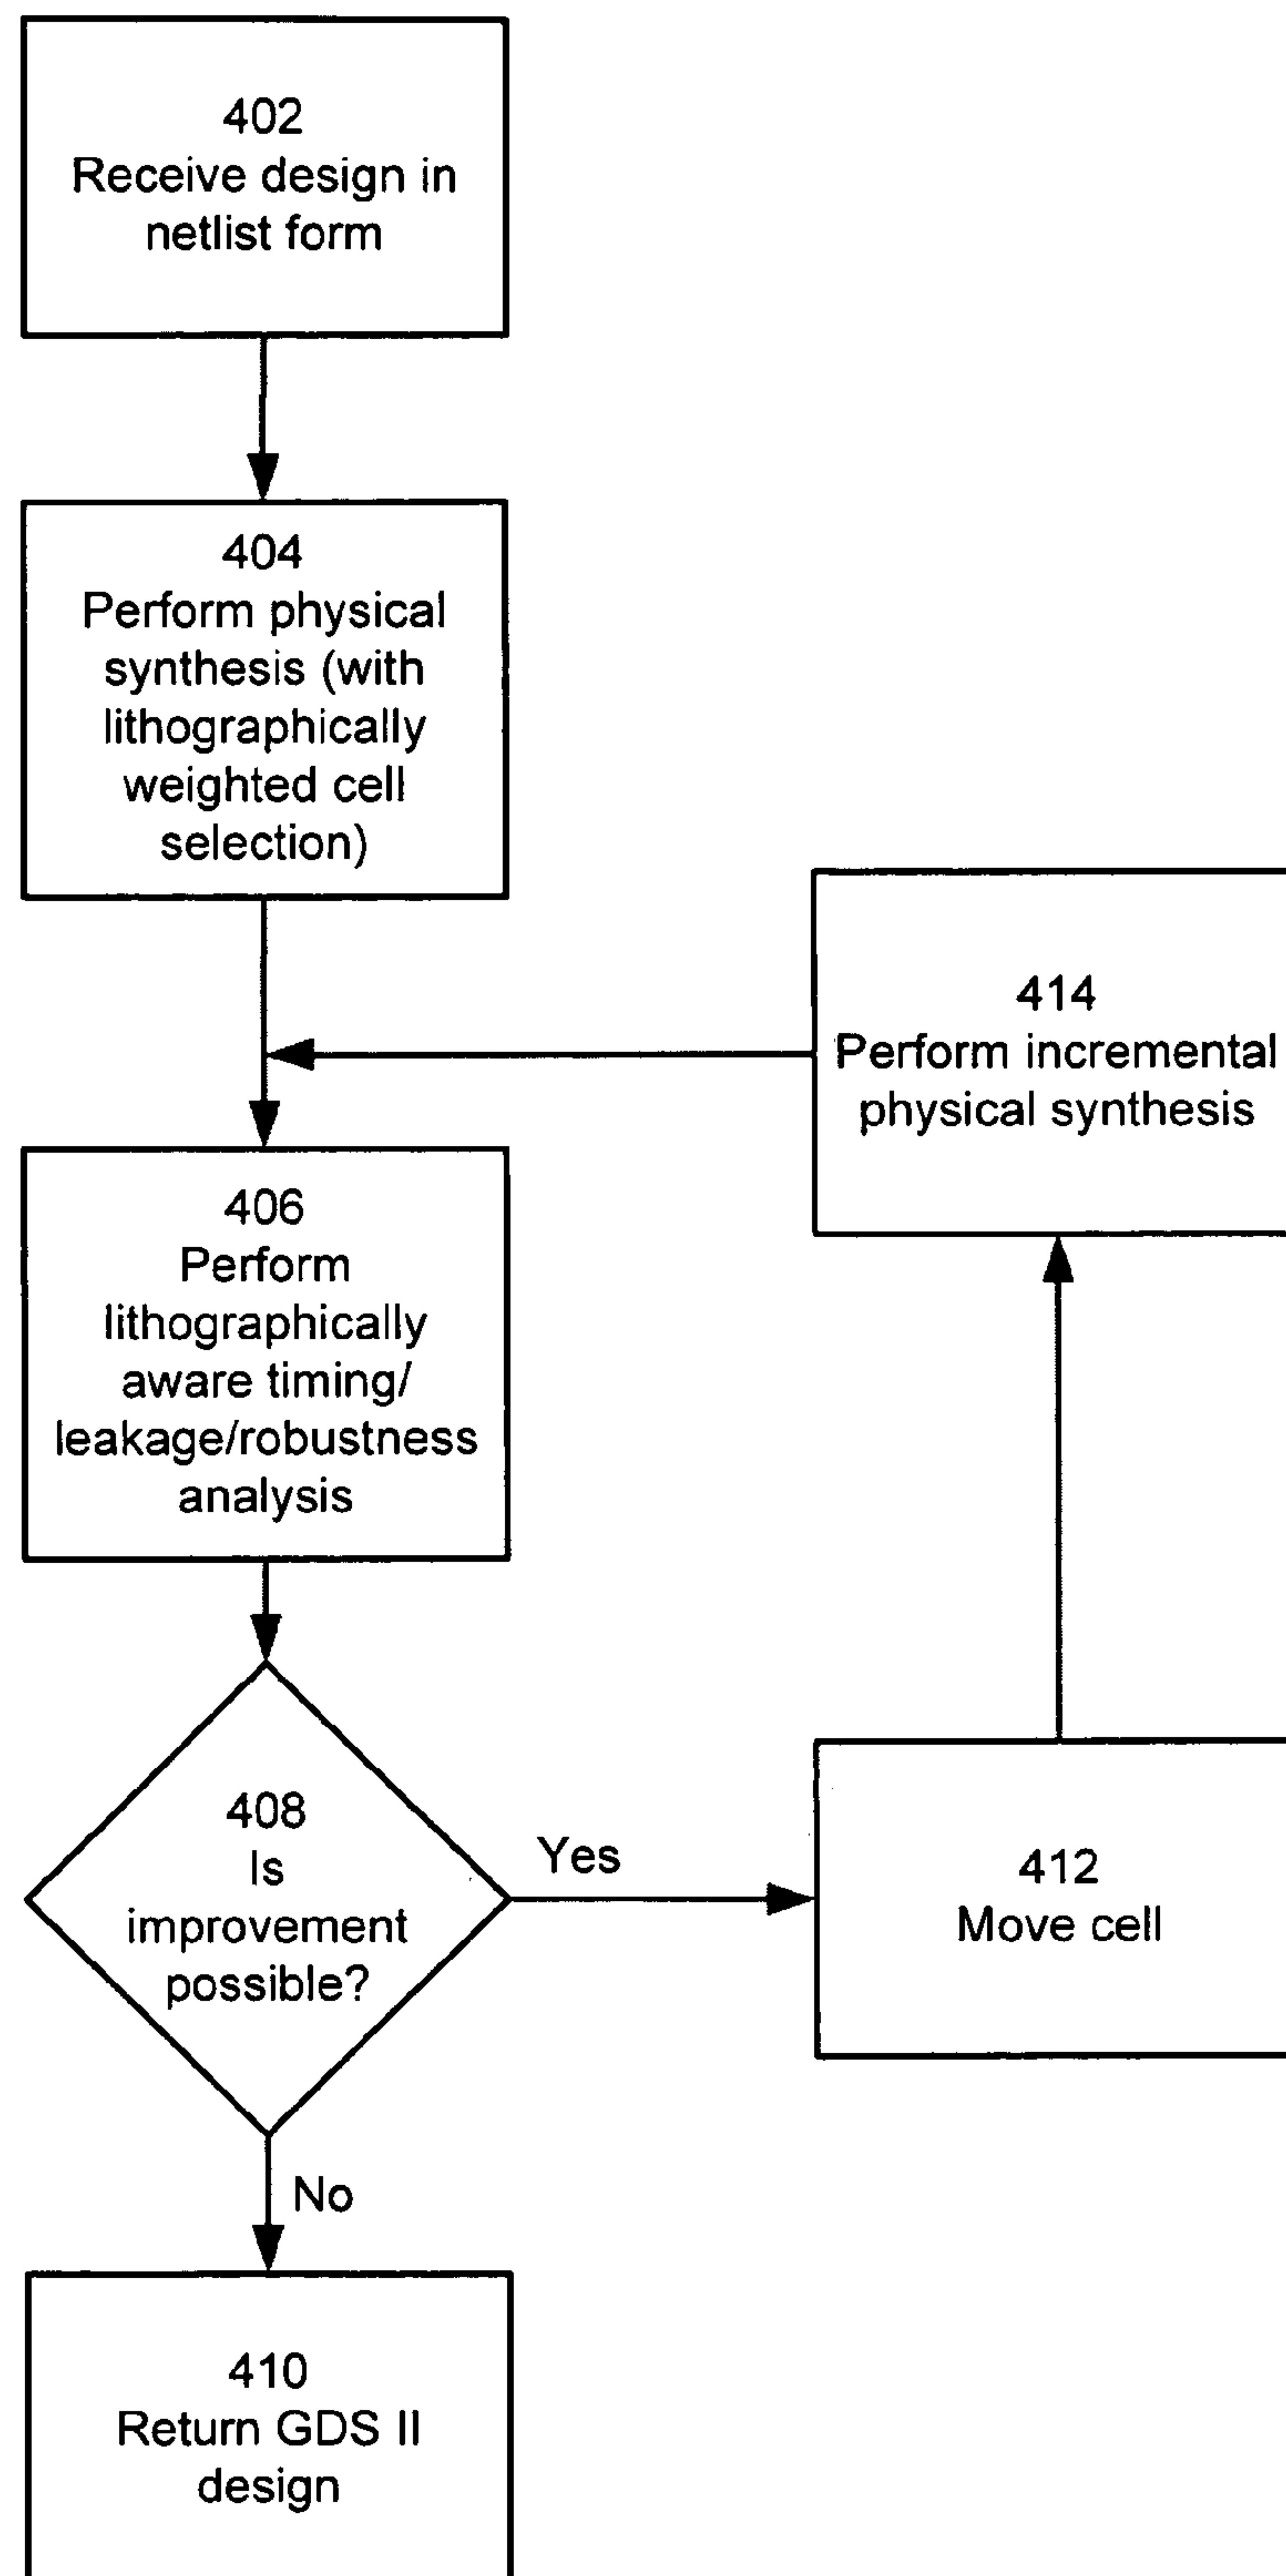 402
Receive design in
netlist form
404
Perform physical
synthesis (with
lithographically
weighted cell
selection)
414
Perform incremental
physical synthesis
406
Perform
lithographically
aware timing/
leakage/robustness
analysis
408
Is
improvement
possible?
Yes
412
Move cell
No
410
Return GDS II
design